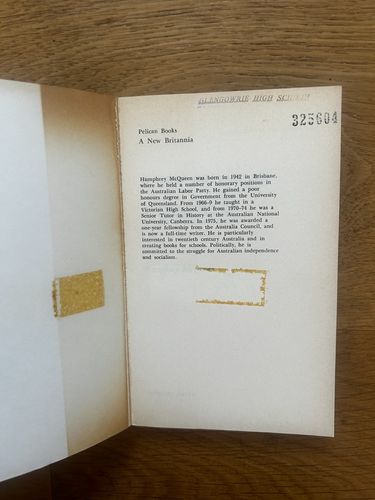 GLENGOWRIE HIGH SCHOOL
325604
Pelican Books
A New Britannia
Humphrey McQueen was born in 1942 in Brisbane,
where he held a number of honorary positions in
the Australian Labor Party. He gained a poor
honours degree in Government from the University
of Queensland. From 1966-9 he taught in a
Victorian High School, and from 1970-74 he was a
Senior Tutor in History at the Australian National
University, Canberra. In 1975, he was awarded a
one-year fellowship from the Australia Council, and
is now a full-time writer. He is particularly
interested in twentieth century Australia and in
treating books for schools. Politically, he is
committed to the struggle for Australian independence
and socialism.